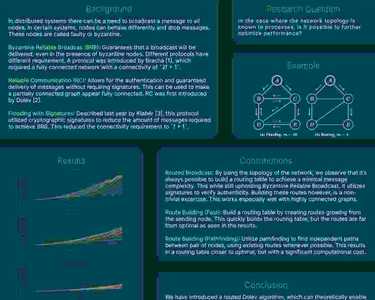 Background
In distributed systems there can be a need to broadcast a message to all
nodes. In certain systems, nodes can behave differently and drop messages.
These nodes are called faulty or byzantine.
Byzantine Reliable Broadcast (BRB): Guarantees that a broadcast will be
delivered, even in the presence of byzantine nodes. Different protocols have
different requirement. A protocol was introduced by Bracha [1], which
required a fully connected network with a connectivity of
Reliable Communication (RC): Allows for the authentication and guaranteed
delivery of messages without requiring signatures. This can be used to make
a partially connected graph appear fully connected. RC was first introduced
by Dolev [2].
Flooding with Signatures: Described last year by [3], this protocol
utilized cryptographic signatures to reduce the amount of messages required
to achieve BRB. This reduced the connectivity requirement to
Research Question
In the case where the network topology is
known to processes, is it possible to further
optimize performance?
Example
A
B
C
D
E
A
B
C
D
E
(a) Flooding,
(b) Routing,
Results
Contributions
Routed Broadcast: By using the topology of the network, we observe that it's
always possible to build a routing table to achieve a minimal message
complexity. This while still upholding Byzantine Reliable Broadcast, it utilizes
signatures to verify authenticity. Building these routes however, is a non-
trivial exercise. This works especially well with highly connected graphs.
Route Building (Fast): Build a routing table by creating routes growing from
the sending node. This quickly builds the routing table, but the routes are far
from optimal as seen in the results.
Route Building (Pathfinding): Utilize pathfinding to find independent paths
between pair of nodes, using existing routes whenever possible. This results
in a routing table closer to optimal, but with a significant computational cost.
Conclusion
We have introduced a routed Dolev algorithm, which can theoretically enable